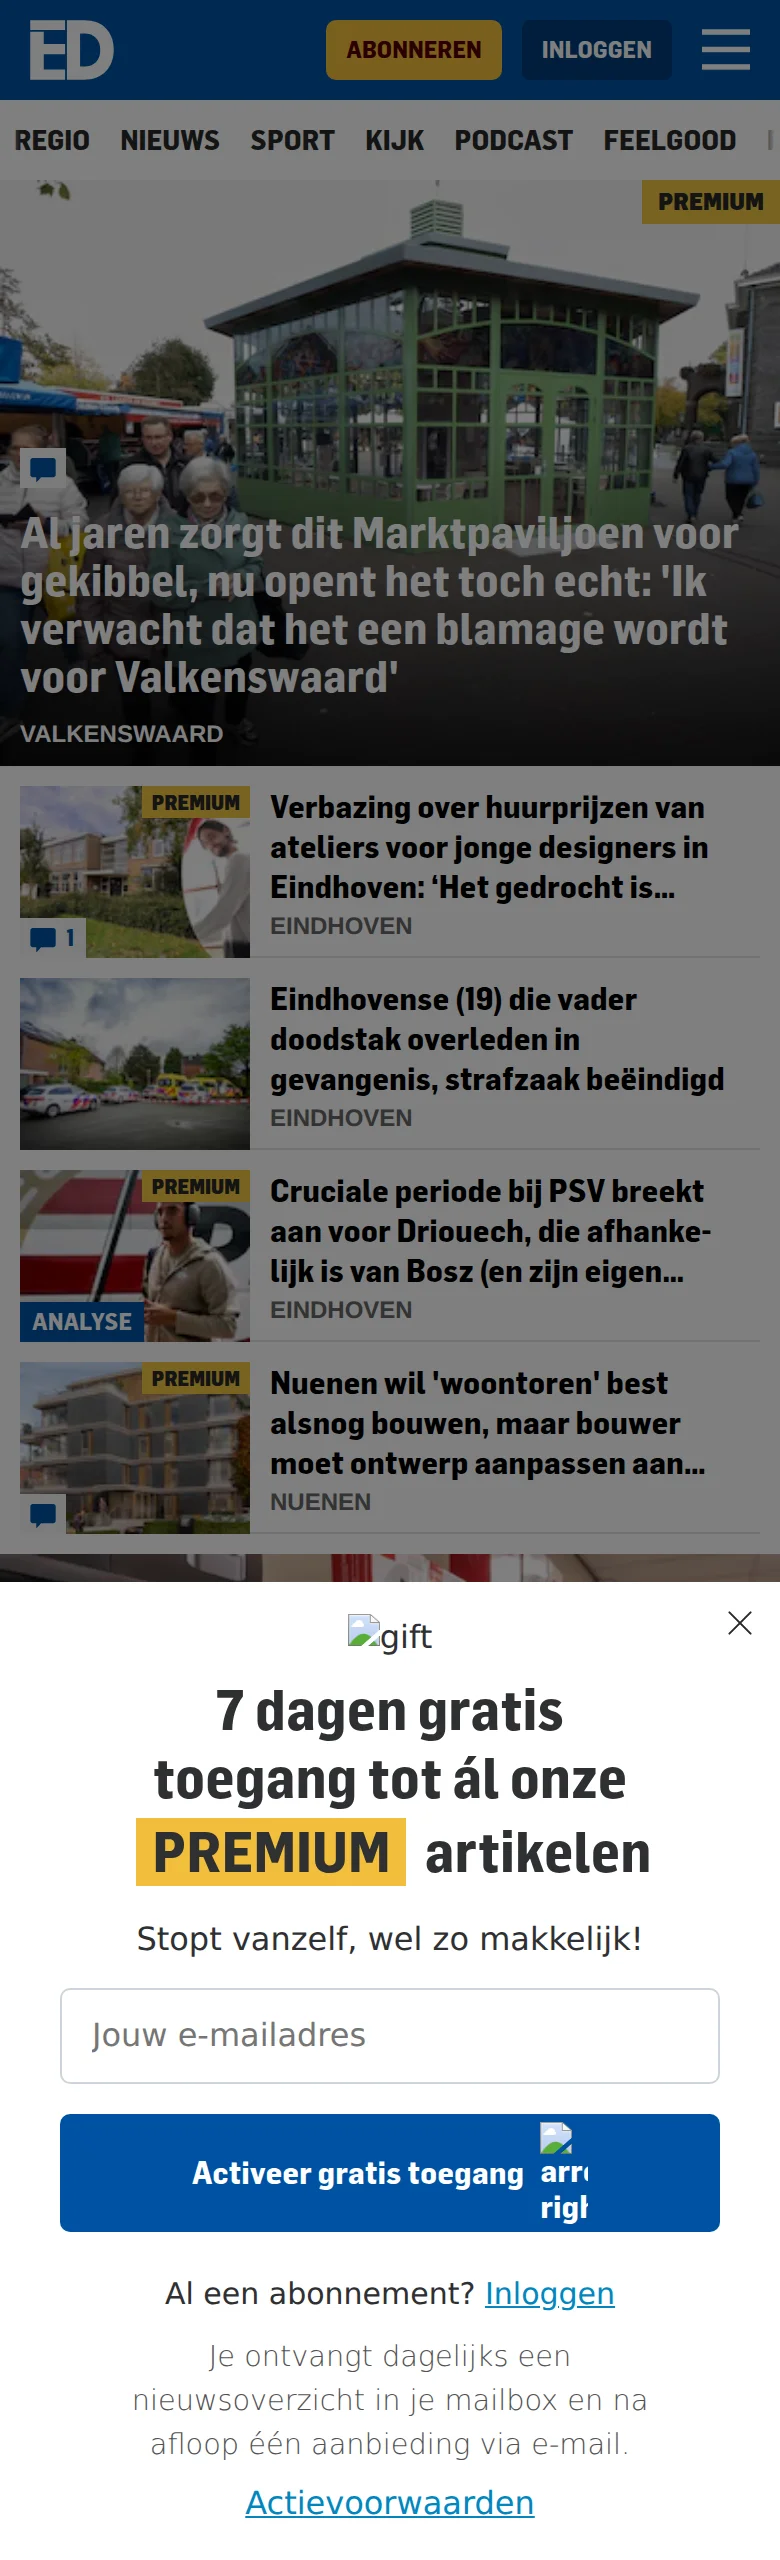 ED
ABONNEREN
INLOGGEN
REGIO NIEUWS SPORT KIJK PODCAST FEELGOOD
PREMIUM
Al jaren zorgt dit Marktpaviljoen voor
gekibbel, nu opent het toch echt: 'Ik
verwacht dat het een blamage wordt
voor Valkenswaard'
VALKENSWAARD
PREMIUM
1
Verbazing over huurprijzen van
ateliers voor jonge designers in
Eindhoven: ‘Het gedrocht is...
EINDHOVEN
Eindhovense (19) die vader
doodstak overleden in
gevangenis, strafzaak beëindigd
EINDHOVEN
PREMIUM
ANALYSE
Cruciale periode bij PSV breekt
aan voor Driouech, die afhanke-
lijk is van Bosz (en zijn eigen...
EINDHOVEN
PREMIUM
Nuenen wil 'woontoren' best
alsnog bouwen, maar bouwer
moet ontwerp aanpassen aan...
NUENEN
gift
7 dagen gratis
toegang tot ál onze
PREMIUM artikelen
Stopt vanzelf, wel zo makkelijk!
Jouw e-mailadres
Activeer gratis toegang
Al een abonnement? Inloggen
Je ontvangt dagelijks een
nieuwsoverzicht in je mailbox en na
afloop één aanbieding via e-mail.
Actievoorwaarden